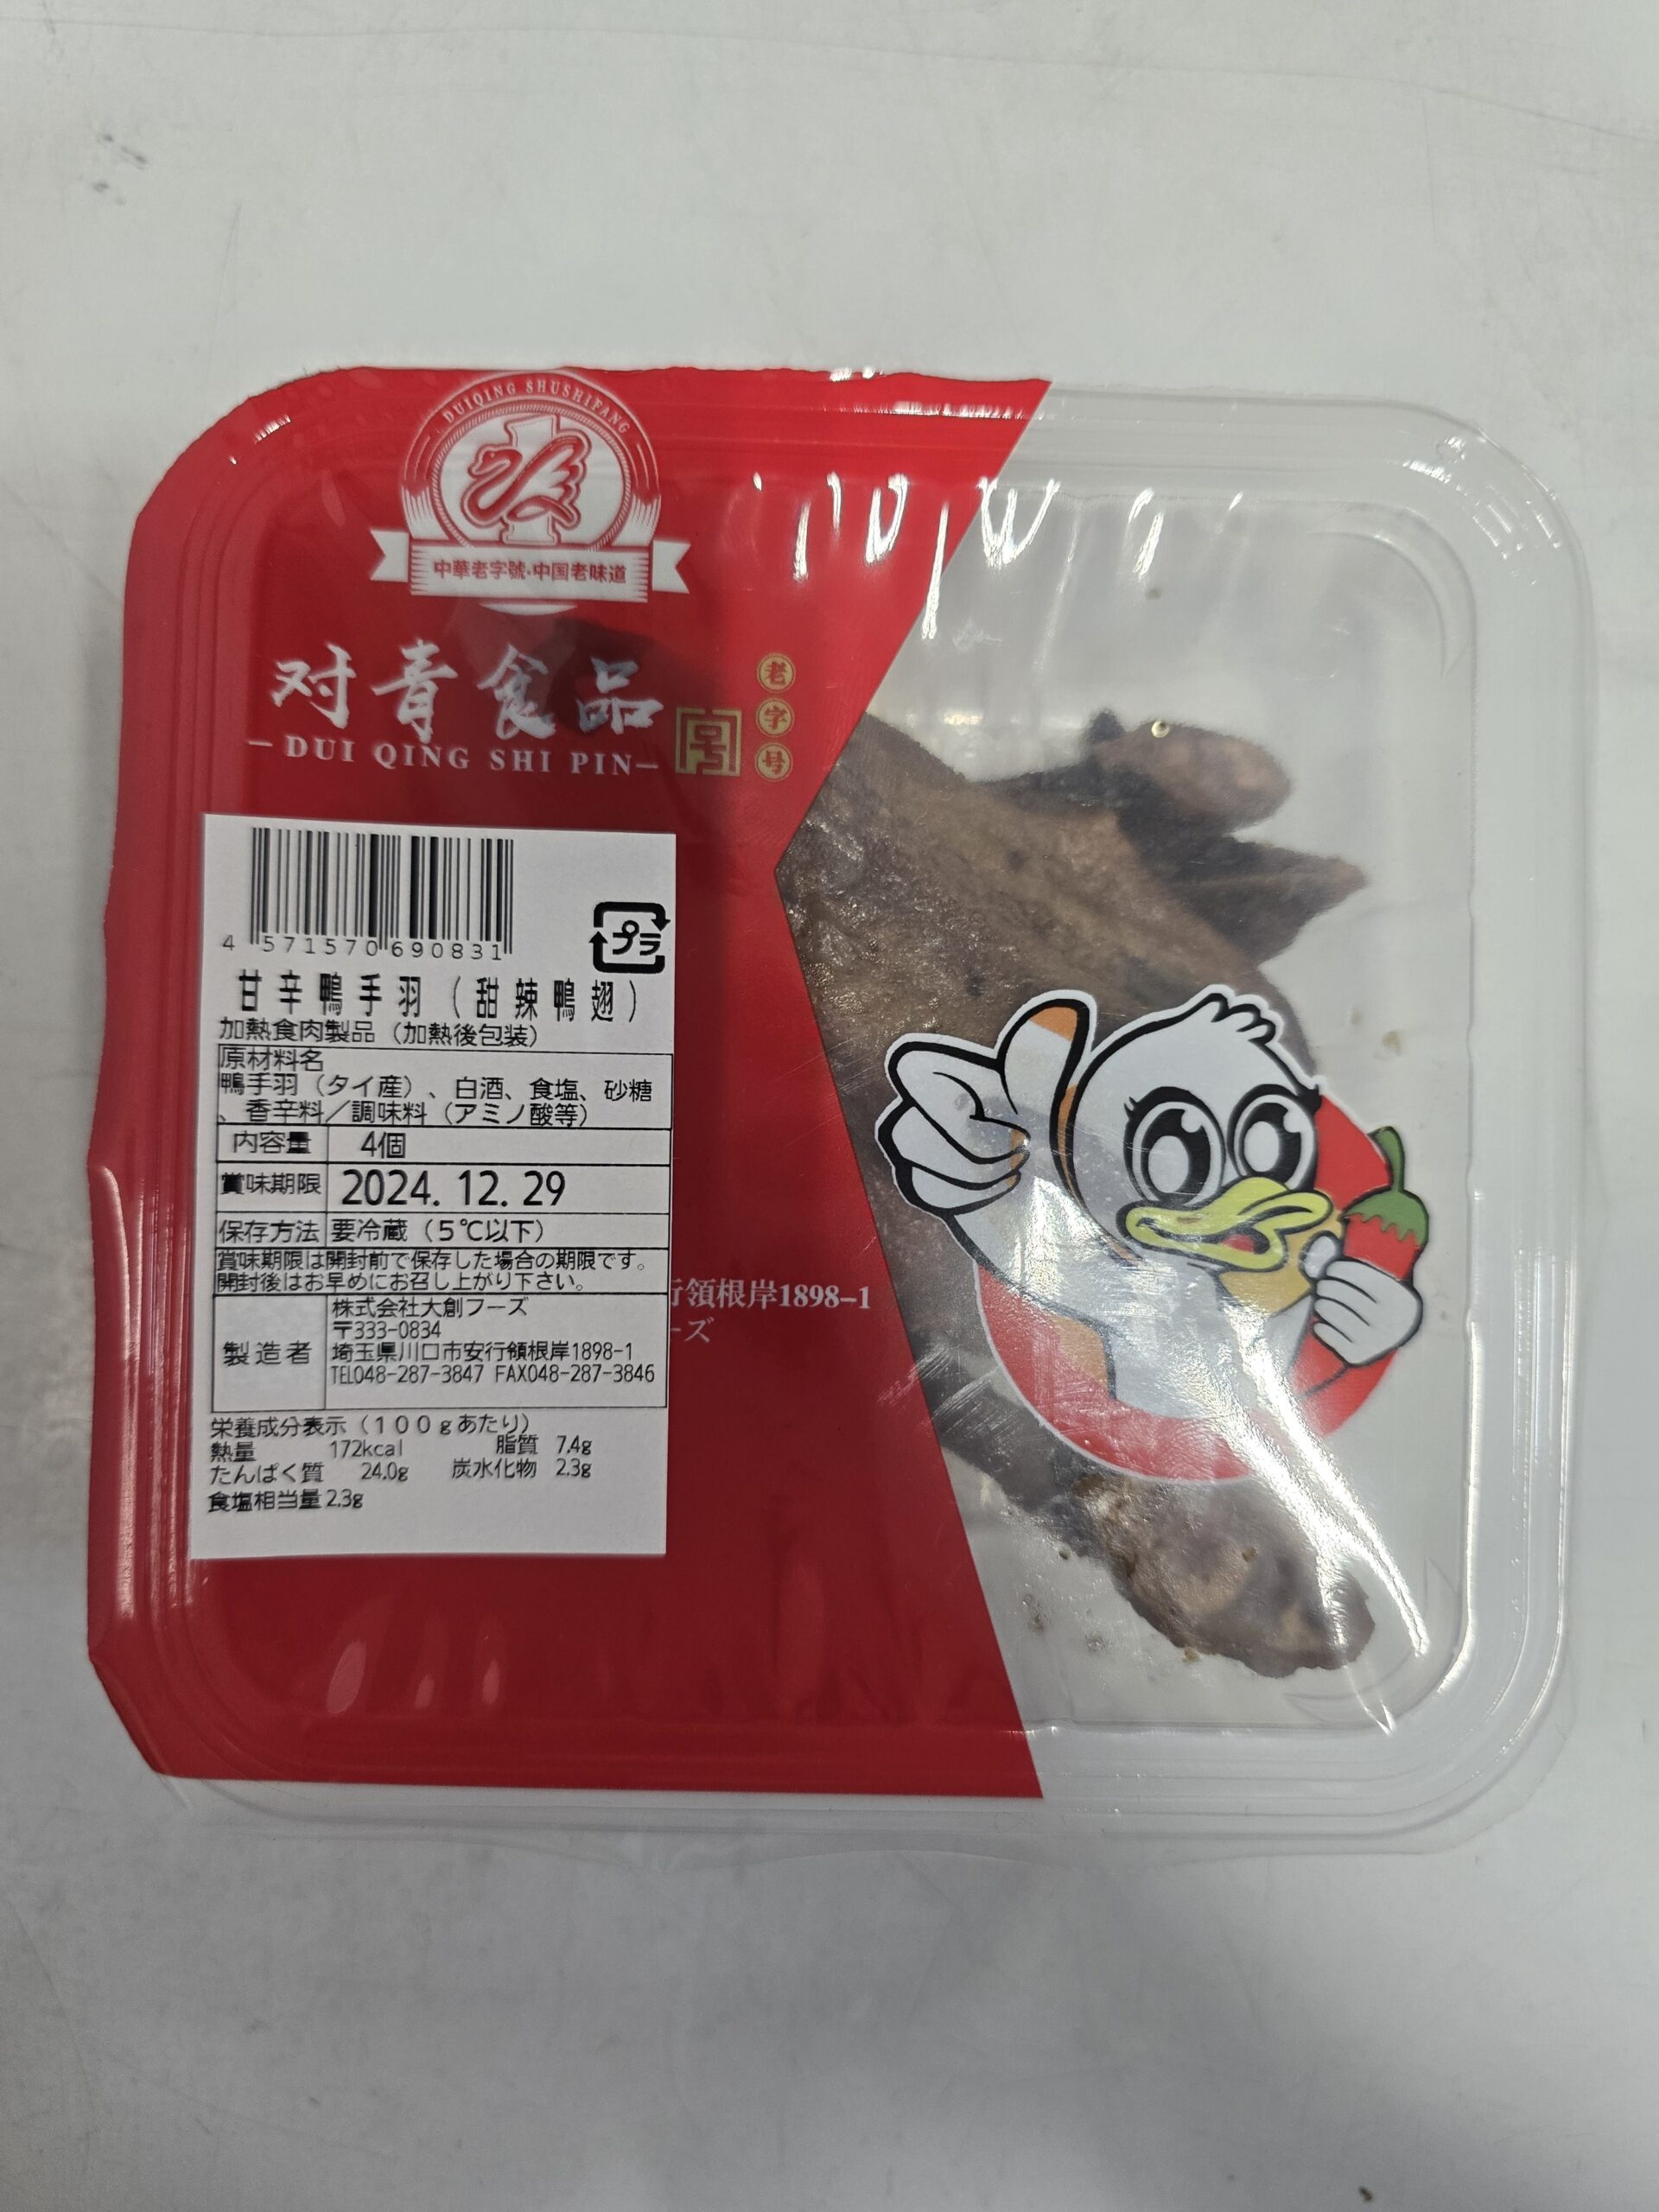 DUIQING SHUSHIFANG
中華老字號·中国老味道
对青食品
老字号
号
DUI QING SHI PIN
4 571570 690831
プラ
甘辛鴨手羽（甜辣鴨翅）
加熱食肉製品（加熱後包装）
原材料名
鴨手羽（タイ産）、白酒、食塩、砂糖
、香辛料／調味料（アミノ酸等）
内容量 4個
賞味期限 2024.12.29
保存方法 要冷蔵（５℃以下）
賞味期限は開封前で保存した場合の期限です。
開封後はお早めにお召し上がり下さい。
製造者 株式会社大創フーズ
〒333-0834
埼玉県川口市安行領根岸1898-1
TEL048-287-3847 FAX048-287-3846
行領根岸1898-1
ーズ
栄養成分表示（１００ｇあたり）
熱量 172kcal 脂質 7.4g
たんぱく質 24.0g 炭水化物 2.3g
食塩相当量2.3g